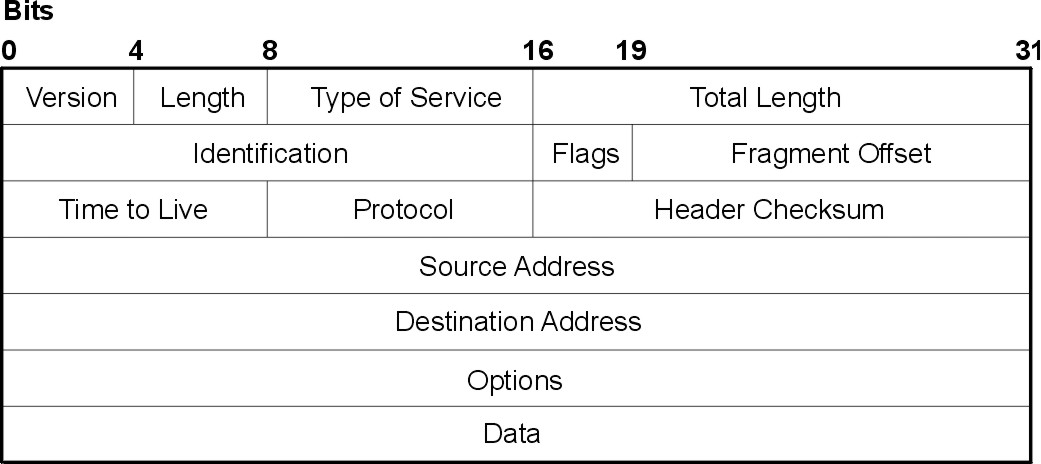 Bits
0 4 8 16 19 31
Version Length Type of Service Total Length
Identification Flags Fragment Offset
Time to Live Protocol Header Checksum
Source Address
Destination Address
Options
Data